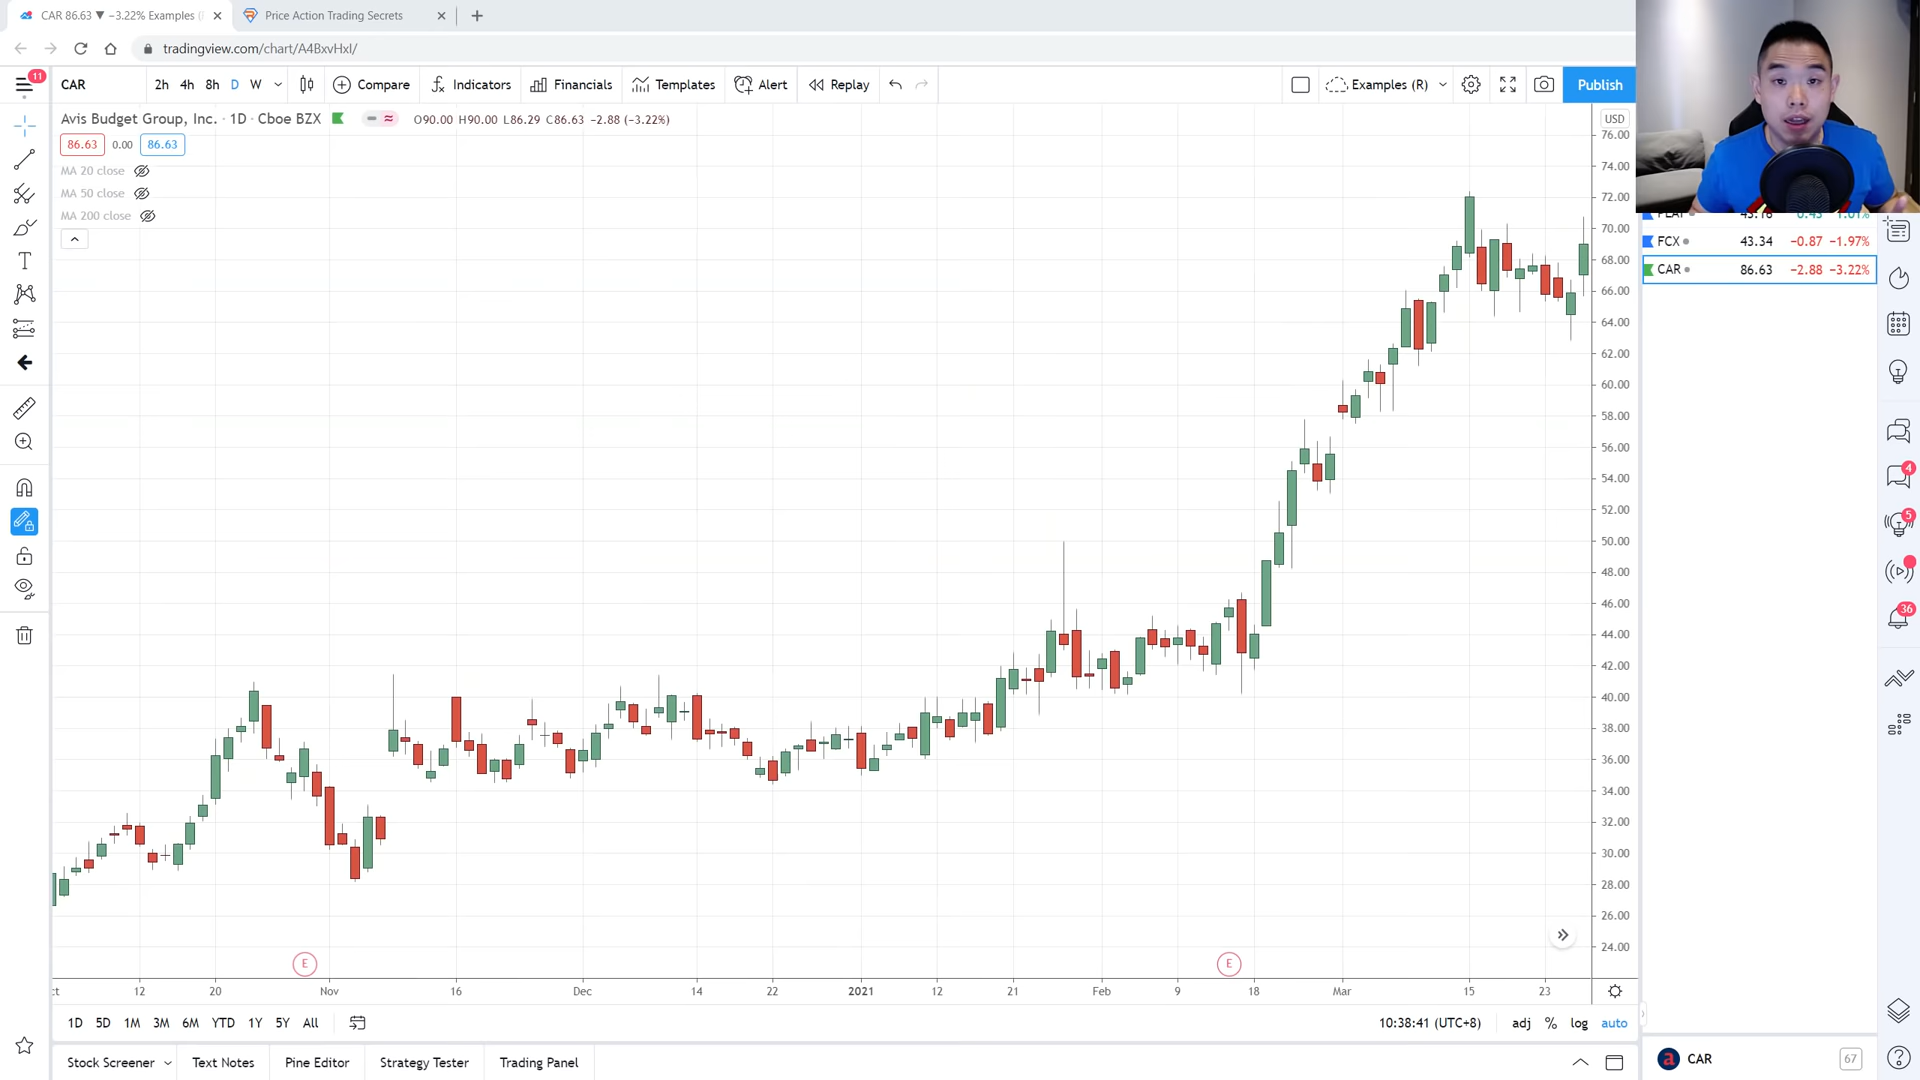 CAR 86.63 ▼ −3.22% Examples (
Price Action Trading Secrets
tradingview.com/chart/A4BxvHxI/
11
CAR
2h 4h 8h D W
Compare
Indicators
Financials
Templates
Alert
Replay
Examples (R)
Publish
Avis Budget Group, Inc. · 1D · Cboe BZX
O90.00 H90.00 L86.29 C86.63 −2.88 (−3.22%)
86.63 0.00 86.63
MA 20 close
MA 50 close
MA 200 close
USD
76.00
74.00
72.00
70.00
68.00
66.00
64.00
62.00
60.00
58.00
56.00
54.00
52.00
50.00
48.00
46.00
44.00
42.00
40.00
38.00
36.00
34.00
32.00
30.00
28.00
26.00
24.00
FCX 43.34 −0.87 −1.97%
CAR 86.63 −2.88 −3.22%
4
5
36
E E
12 20 Nov 16 Dec 14 22 2021 12 21 Feb 9 18 Mar 15 23
1D 5D 1M 3M 6M YTD 1Y 5Y All
10:38:41 (UTC+8) adj % log auto
Stock Screener Text Notes Pine Editor Strategy Tester Trading Panel
CAR 67